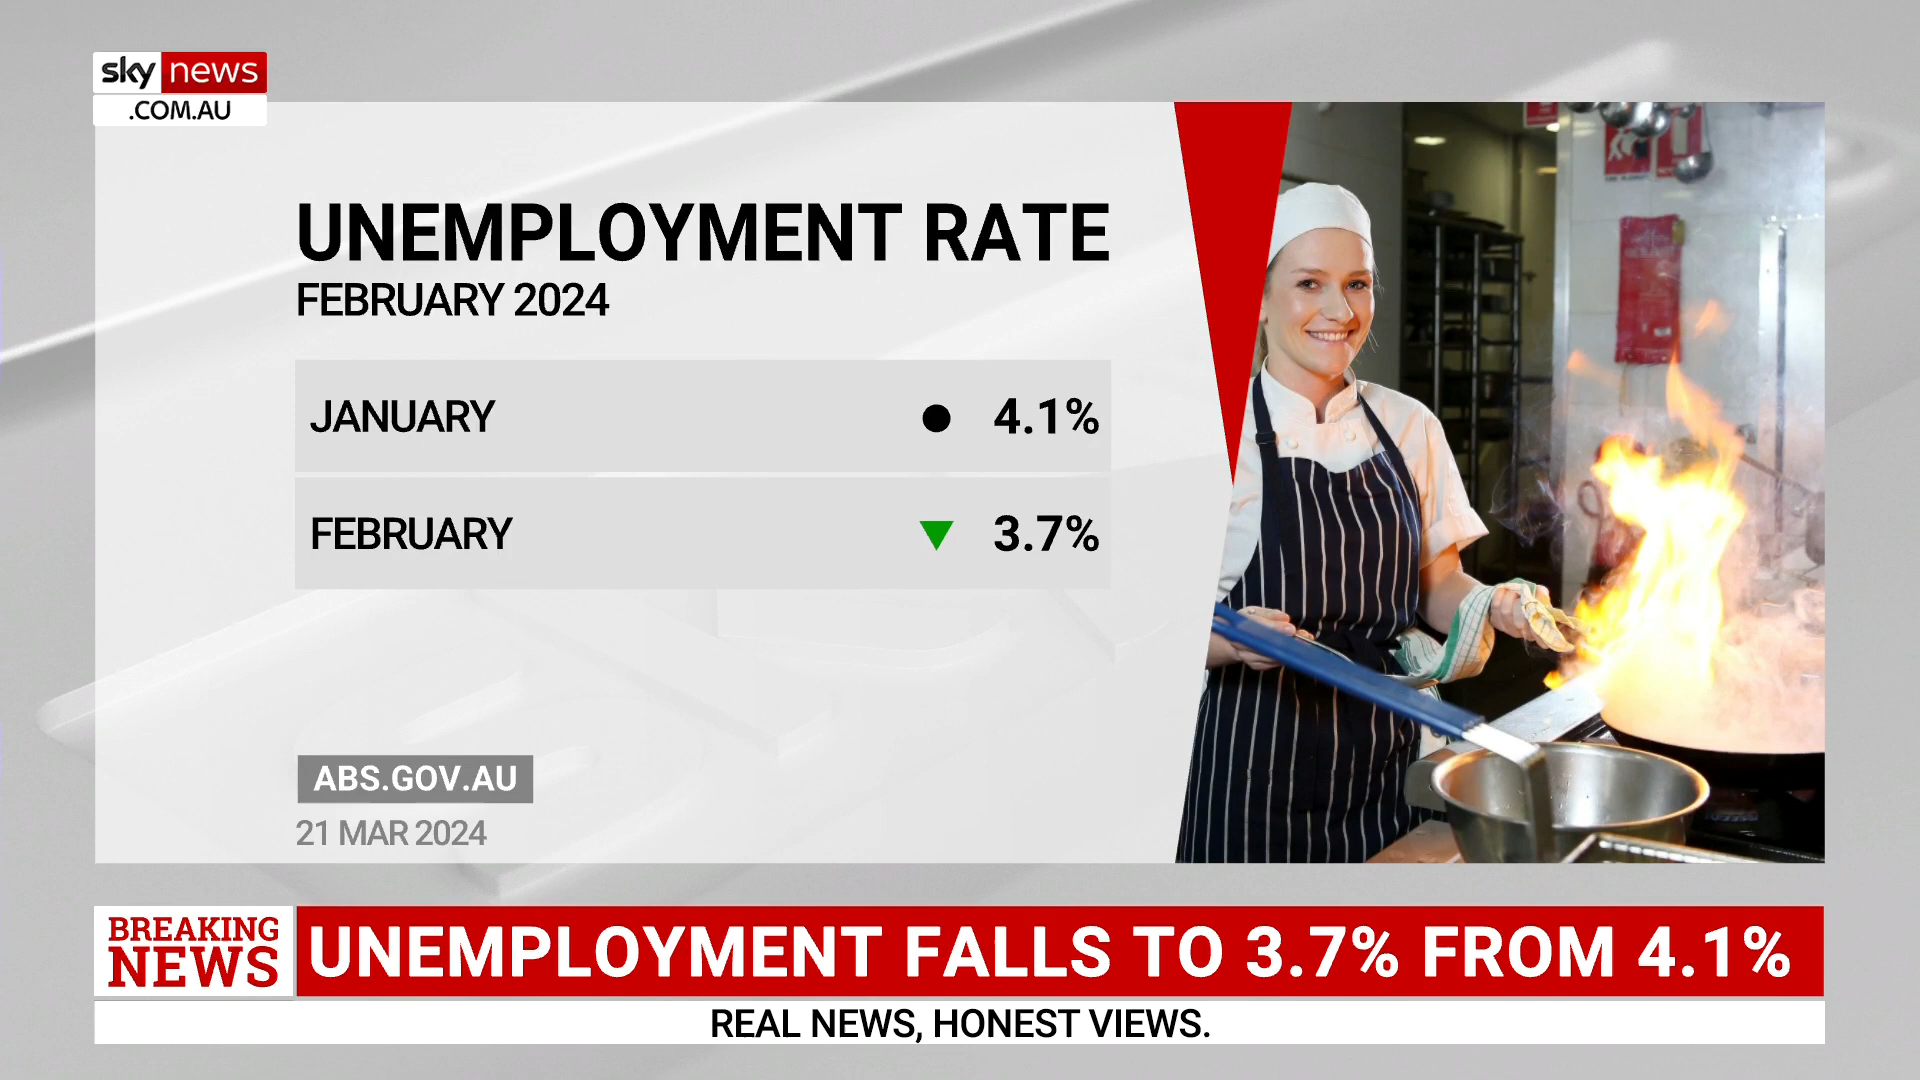 sky news
.COM.AU
UNEMPLOYMENT RATE
FEBRUARY 2024
JANUARY 4.1%
FEBRUARY 3.7%
ABS.GOV.AU
21 MAR 2024
BREAKING
NEWS
UNEMPLOYMENT FALLS TO 3.7% FROM 4.1%
REAL NEWS, HONEST VIEWS.